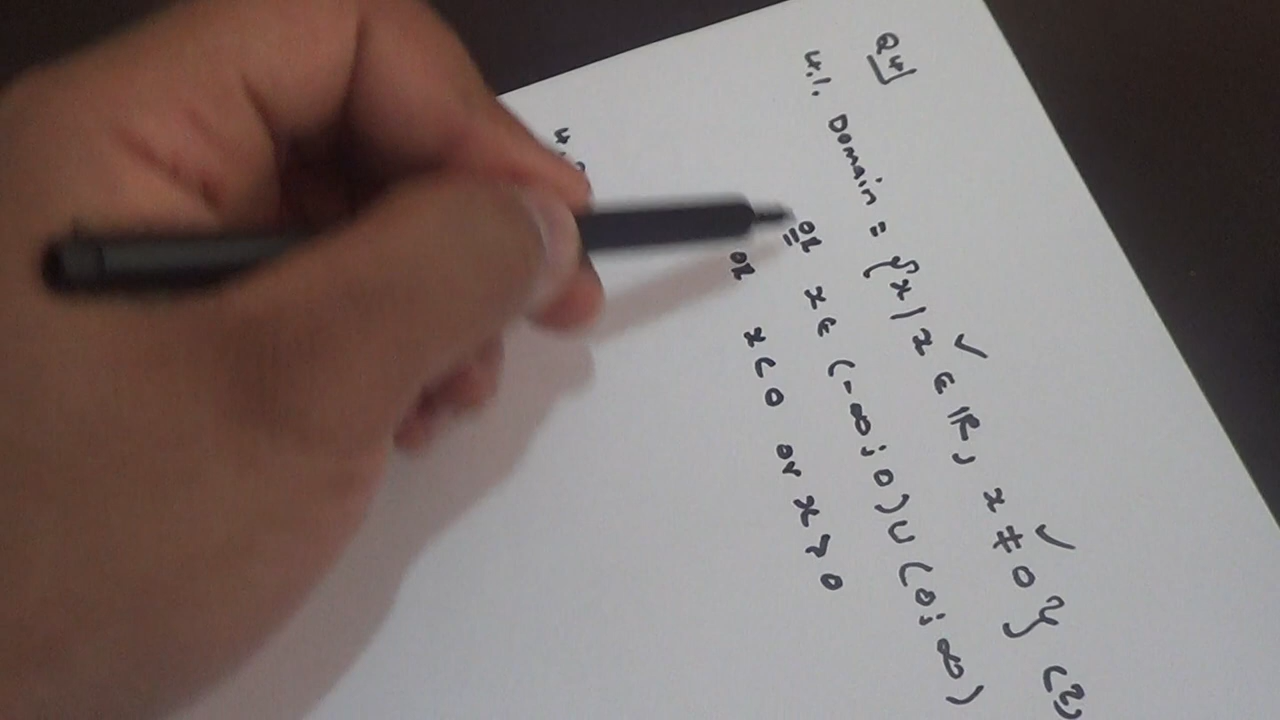 Q4
4.1. Domain = {x | x ∈ ℝ, x ≠ 0} (2)
OR x ∈ (-∞; 0) ∪ (0; ∞)
OR x < 0 or x > 0